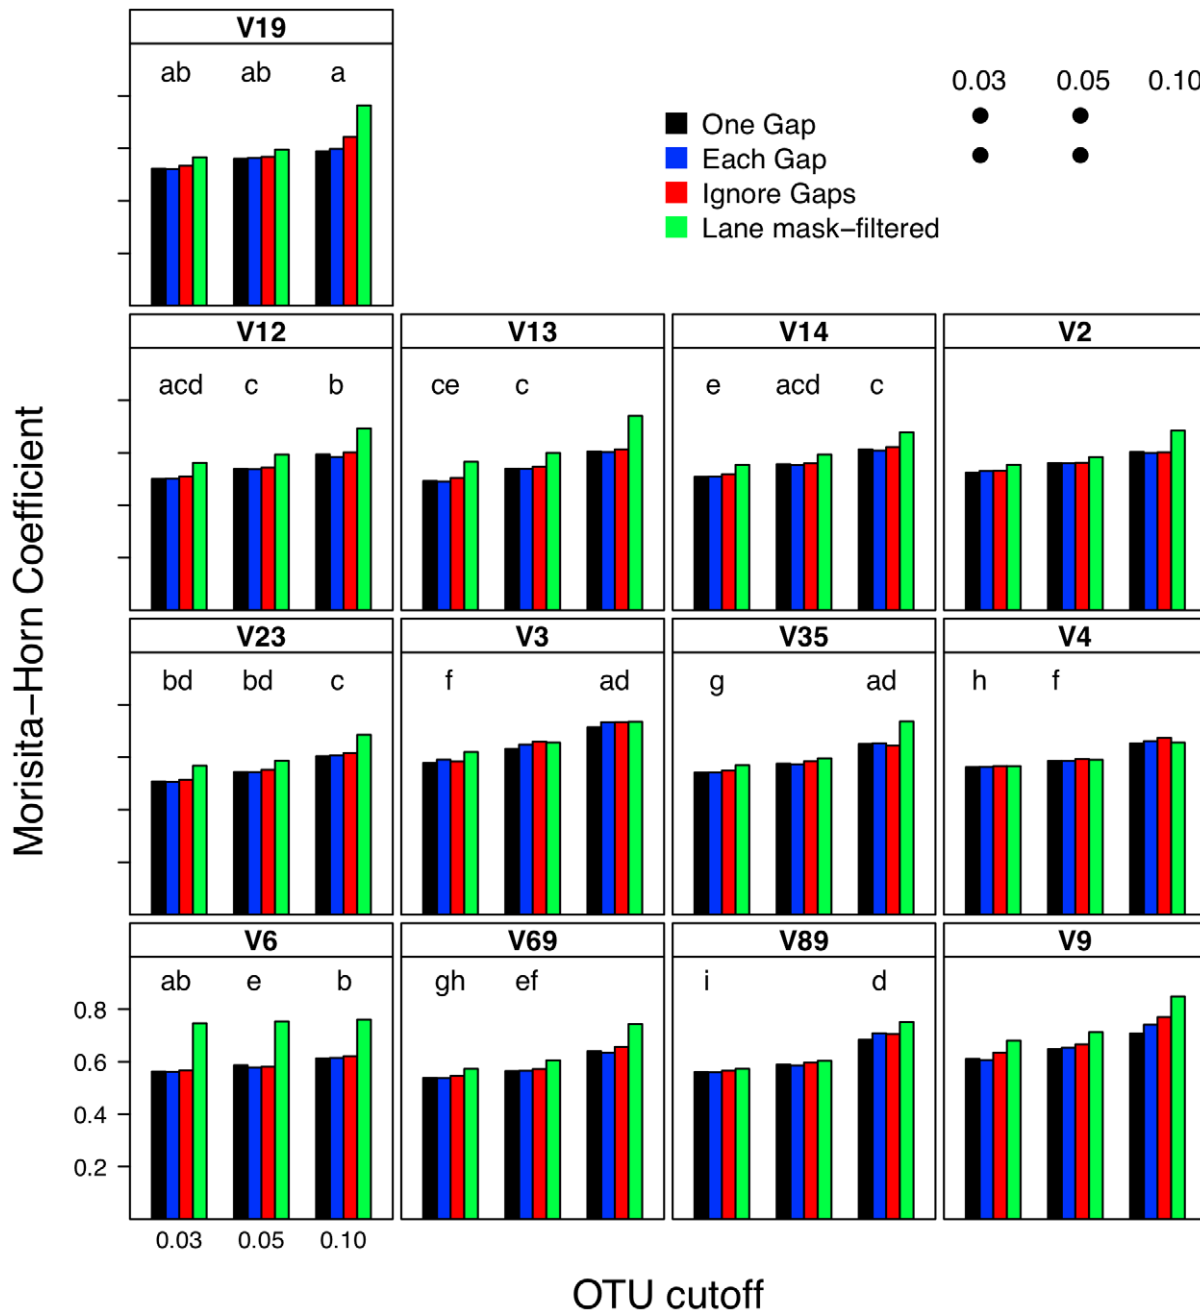 V19
ab ab a
0.03 0.05 0.10
One Gap
Each Gap
Ignore Gaps
Lane mask–filtered
V12 V13 V14 V2
acd c b ce c e acd c
V23 V3 V35 V4
bd bd c f ad g ad h f
V6 V69 V89 V9
ab e b gh ef i d
0.8
0.6
0.4
0.2
0.03 0.05 0.10
Morisita–Horn Coefficient
OTU cutoff